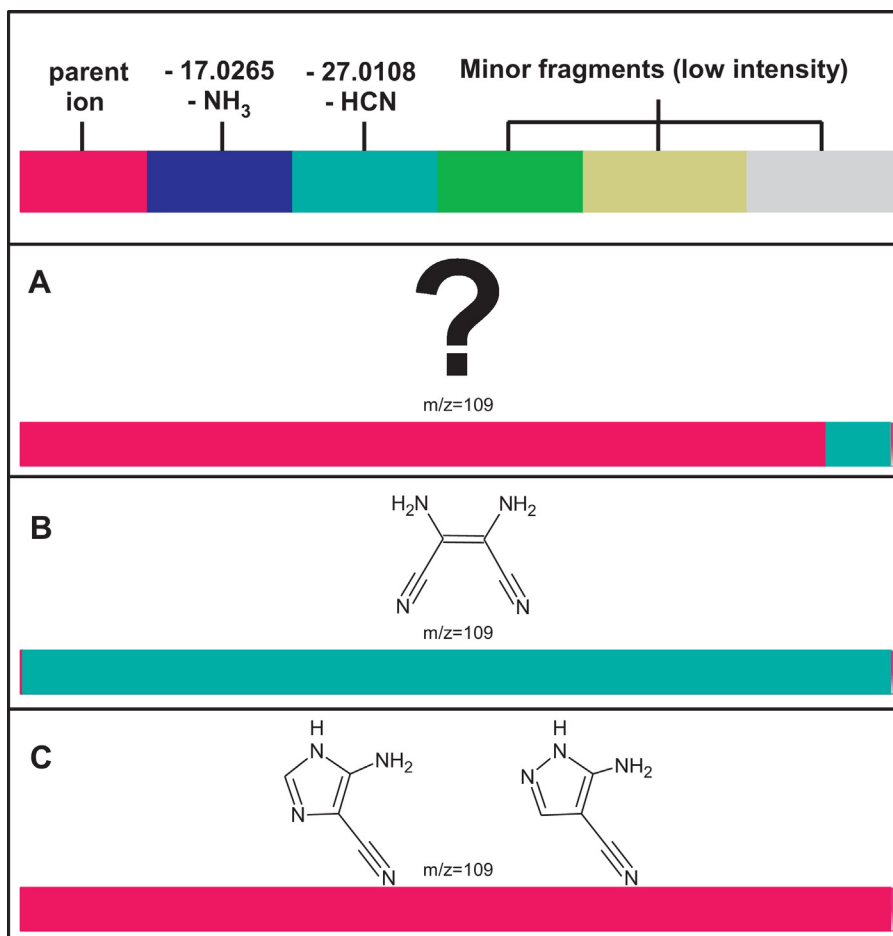 parent ion
- 17.0265
- NH₃
- 27.0108
- HCN
Minor fragments (low intensity)
A
?
m/z=109
B
H₂N
NH₂
N
N
m/z=109
C
H
N
NH₂
N
N
H
N
N
NH₂
N
m/z=109